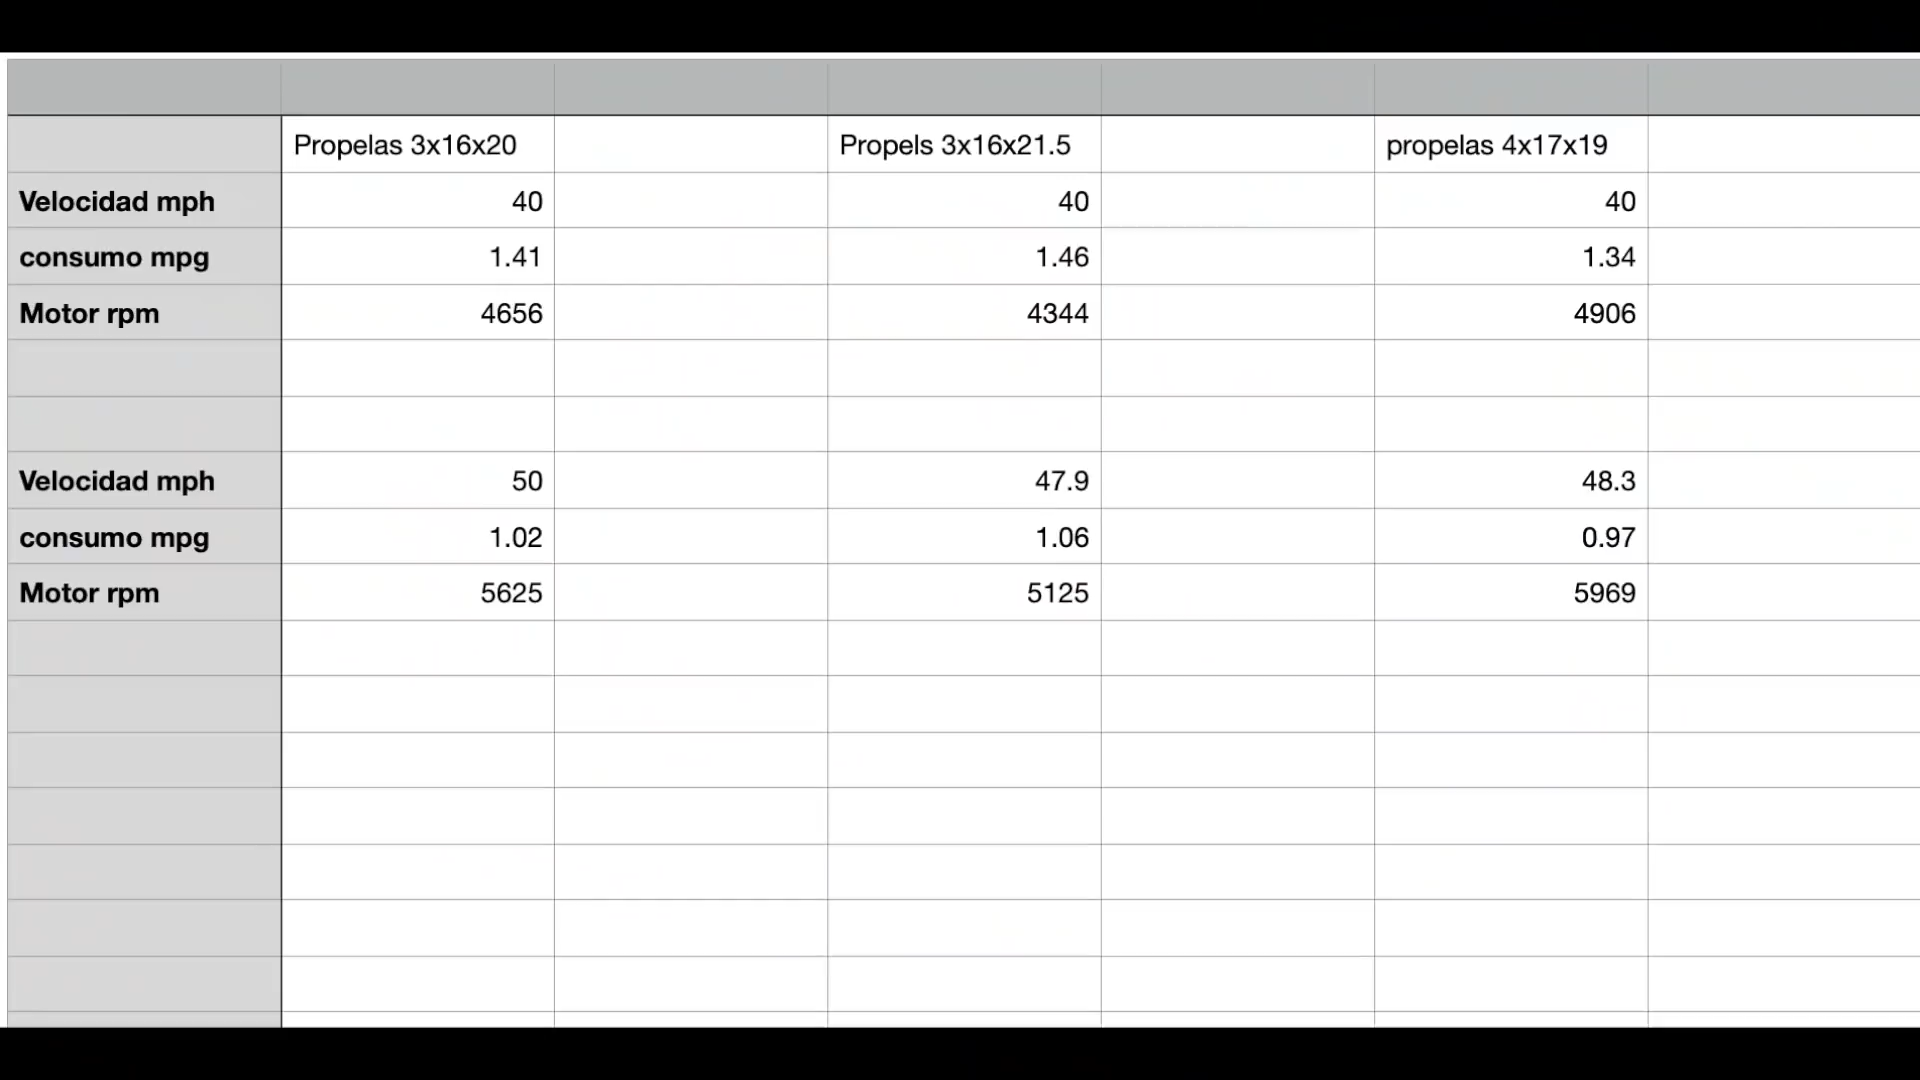 Propelas 3x16x20 Propels 3x16x21.5 propelas 4x17x19
Velocidad mph 40 40 40
consumo mpg 1.41 1.46 1.34
Motor rpm 4656 4344 4906
Velocidad mph 50 47.9 48.3
consumo mpg 1.02 1.06 0.97
Motor rpm 5625 5125 5969